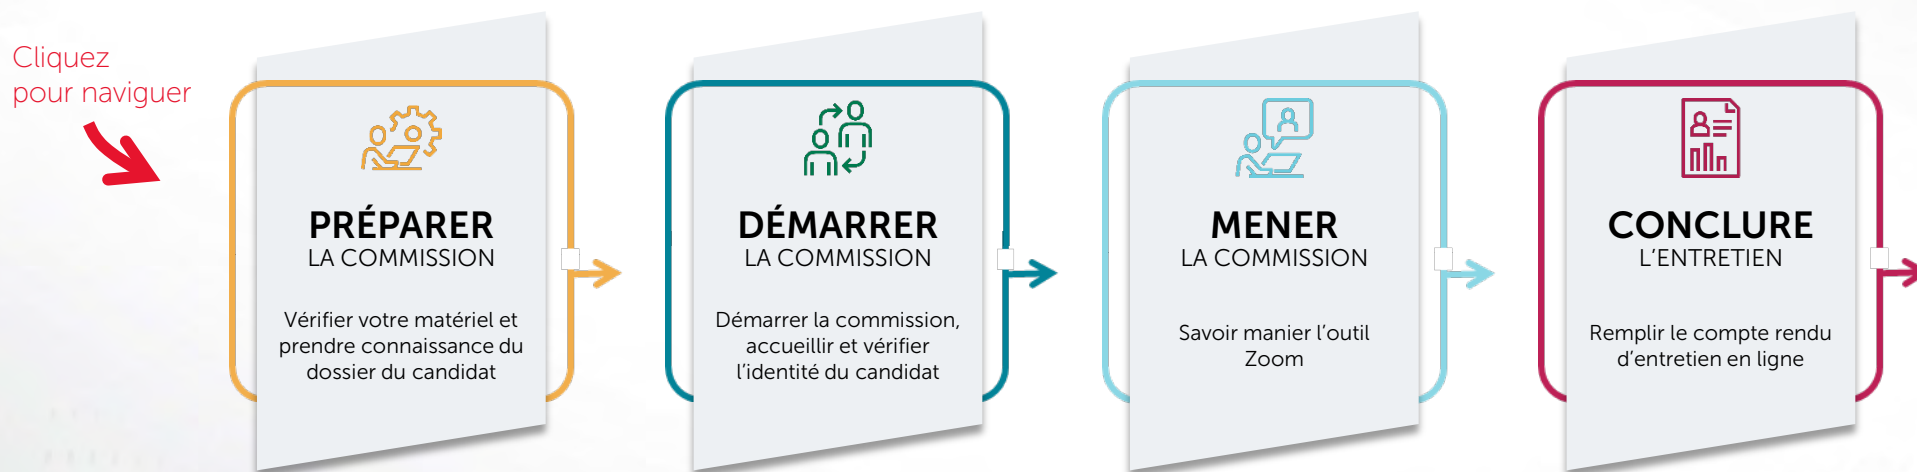 Cliquez
pour naviguer
PRÉPARER
LA COMMISSION
Vérifier votre matériel et
prendre connaissance du
dossier du candidat
DÉMARRER
LA COMMISSION
Démarrer la commission,
accueillir et vérifier
l’identité du candidat
MENER
LA COMMISSION
Savoir manier l’outil
Zoom
CONCLURE
L’ENTRETIEN
Remplir le compte rendu
d’entretien en ligne